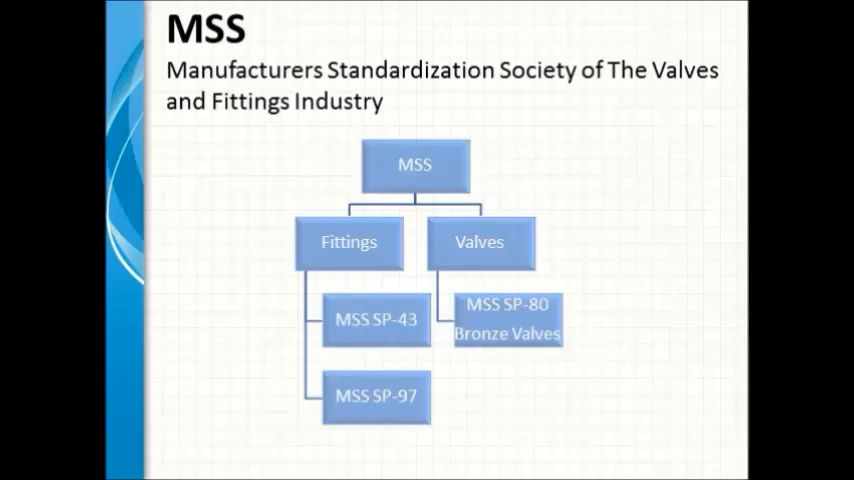 MSS
Manufacturers Standardization Society of The Valves
and Fittings Industry
MSS
Fittings
Valves
MSS SP-43
MSS SP-80
Bronze Valves
MSS SP-97